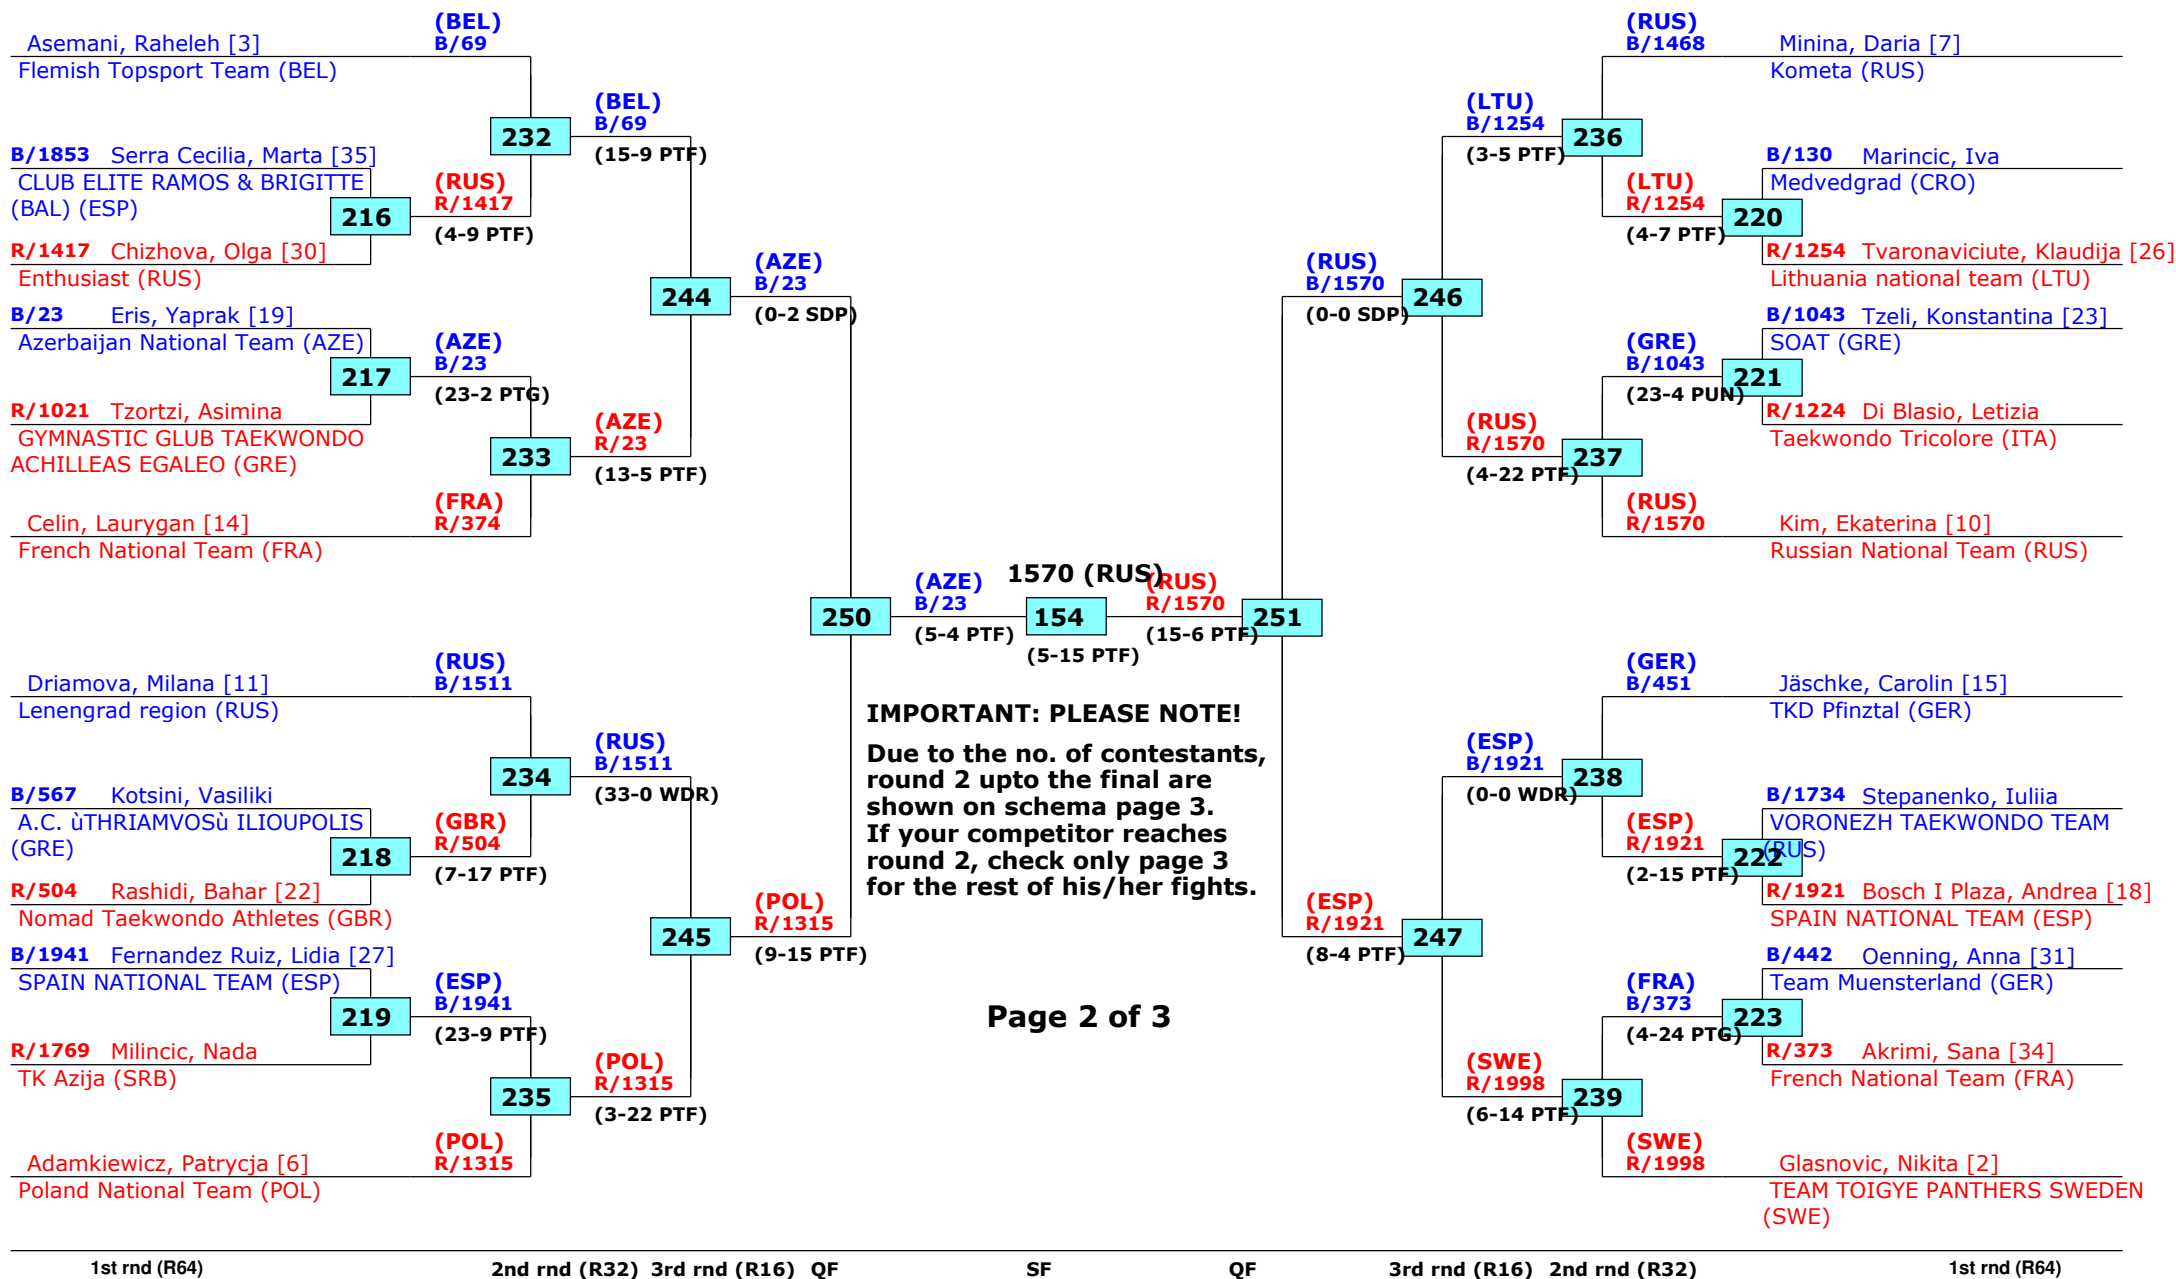 (BEL)
B/69
Asemani, Raheleh [3]
Flemish Topsport Team (BEL)
232
(BEL)
B/69
(15-9 PTF)
B/1853 Serra Cecilia, Marta [35]
CLUB ELITE RAMOS & BRIGITTE
(BAL) (ESP)
216
(RUS)
R/1417
(4-9 PTF)
R/1417 Chizhova, Olga [30]
Enthusiast (RUS)
244
(AZE)
B/23
(0-2 SDP)
B/23 Eris, Yaprak [19]
Azerbaijan National Team (AZE)
217
(AZE)
B/23
(23-2 PTG)
R/1021 Tzortzi, Asimina
GYMNASTIC GLUB TAEKWONDO
ACHILLEAS EGALEO (GRE)
233
(AZE)
R/23
(13-5 PTF)
(FRA)
R/374
Celin, Laurygan [14]
French National Team (FRA)
250
(AZE)
B/23
(5-4 PTF)
1570 (RUS)
154
(5-15 PTF)
(RUS)
R/1570
(15-6 PTF)
251
(RUS)
B/1511
Driamova, Milana [11]
Lenengrad region (RUS)
234
(RUS)
B/1511
(33-0 WDR)
B/567 Kotsini, Vasiliki
A.C. ùTHRIAMVOSù ILIOUPOLIS
(GRE)
218
(GBR)
R/504
(7-17 PTF)
R/504 Rashidi, Bahar [22]
Nomad Taekwondo Athletes (GBR)
245
(POL)
R/1315
(9-15 PTF)
B/1941 Fernandez Ruiz, Lidia [27]
SPAIN NATIONAL TEAM (ESP)
219
(ESP)
B/1941
(23-9 PTF)
R/1769 Milincic, Nada
TK Azija (SRB)
235
(POL)
R/1315
(3-22 PTF)
(POL)
R/1315
Adamkiewicz, Patrycja [6]
Poland National Team (POL)
IMPORTANT: PLEASE NOTE!
Due to the no. of contestants,
round 2 upto the final are
shown on schema page 3.
If your competitor reaches
round 2, check only page 3
for the rest of his/her fights.
Page 2 of 3
(RUS)
B/1468
Minina, Daria [7]
Kometa (RUS)
(LTU)
B/1254
(3-5 PTF)
236
B/130 Marincic, Iva
Medvedgrad (CRO)
(LTU)
R/1254
(4-7 PTF)
220
R/1254 Tvaronaviciute, Klaudija [26]
Lithuania national team (LTU)
(RUS)
B/1570
(0-0 SDP)
246
B/1043 Tzeli, Konstantina [23]
SOAT (GRE)
(GRE)
B/1043
(23-4 PUN)
221
R/1224 Di Blasio, Letizia
Taekwondo Tricolore (ITA)
(RUS)
R/1570
(4-22 PTF)
237
(RUS)
R/1570
Kim, Ekaterina [10]
Russian National Team (RUS)
(GER)
B/451
Jäschke, Carolin [15]
TKD Pfinztal (GER)
(ESP)
B/1921
(0-0 WDR)
238
B/1734 Stepanenko, Iuliia
VORONEZH TAEKWONDO TEAM
(RUS)
(ESP)
R/1921
(2-15 PTF)
222
R/1921 Bosch I Plaza, Andrea [18]
SPAIN NATIONAL TEAM (ESP)
(ESP)
R/1921
(8-4 PTF)
247
B/442 Oenning, Anna [31]
Team Muensterland (GER)
(FRA)
B/373
(4-24 PTG)
223
R/373 Akrimi, Sana [34]
French National Team (FRA)
(SWE)
R/1998
(6-14 PTF)
239
(SWE)
R/1998
Glasnovic, Nikita [2]
TEAM TOIGYE PANTHERS SWEDEN
(SWE)
1st rnd (R64) 2nd rnd (R32) 3rd rnd (R16) QF SF QF 3rd rnd (R16) 2nd rnd (R32) 1st rnd (R64)